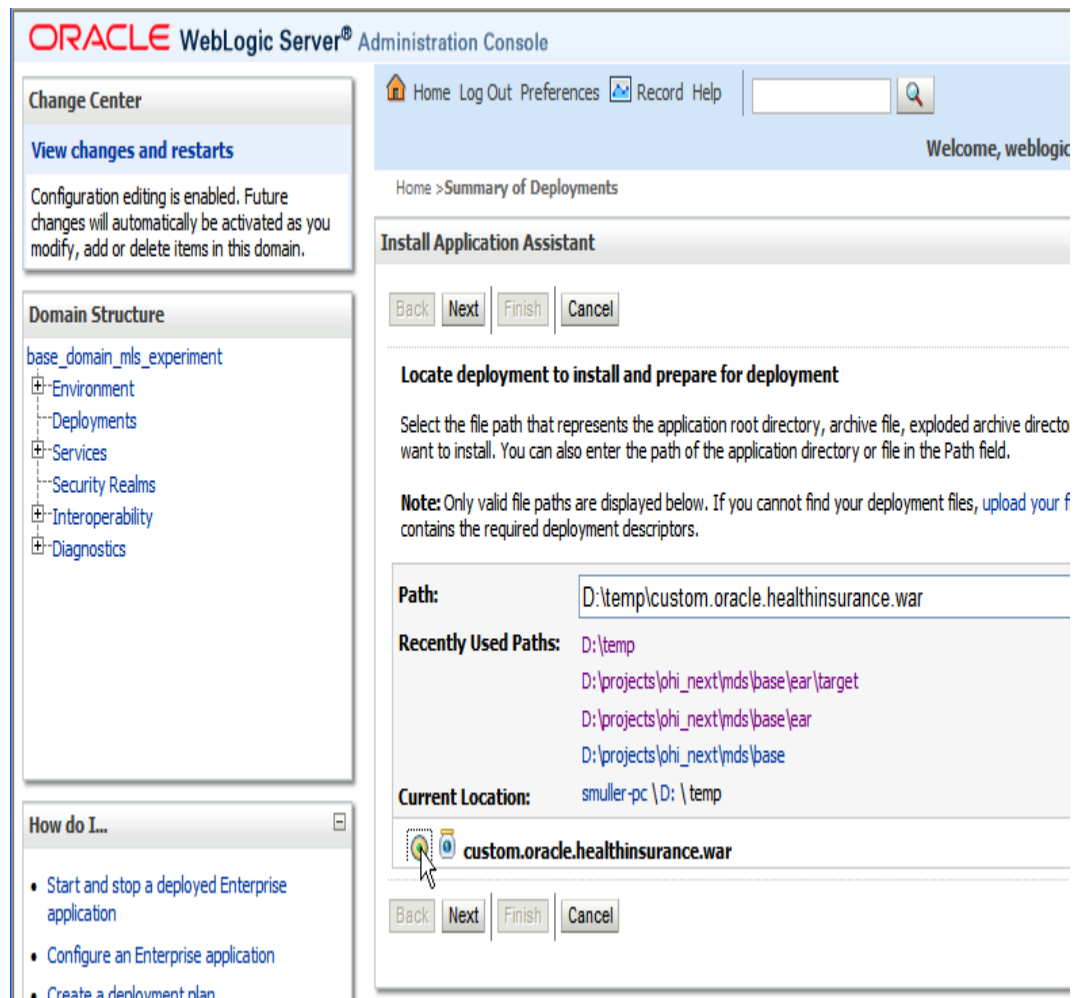 ORACLE WebLogic Server® Administration Console
Change Center
View changes and restarts
Configuration editing is enabled. Future
changes will automatically be activated as you
modify, add or delete items in this domain.
Domain Structure
base_domain_mls_experiment
Environment
Deployments
Services
Security Realms
Interoperability
Diagnostics
How do I...
Start and stop a deployed Enterprise
application
Configure an Enterprise application
Create a deployment plan
Home Log Out Preferences Record Help
Welcome, weblogic
Home >Summary of Deployments
Install Application Assistant
Back Next Finish Cancel
Locate deployment to install and prepare for deployment
Select the file path that represents the application root directory, archive file, exploded archive
want to install. You can also enter the path of the application directory or file in the Path field.
Note: Only valid file paths are displayed below. If you cannot find your deployment files, upload your
contains the required deployment descriptors.
Path: D:\temp\custom.oracle.healthinsurance.war
Recently Used Paths: D:\temp
D:\projects\ohi_next\mds\base\ear\target
D:\projects\ohi_next\mds\base\ear
D:\projects\ohi_next\mds\base
Current Location: smuller-pc \D: \temp
custom.oracle.healthinsurance.war
Back Next Finish Cancel